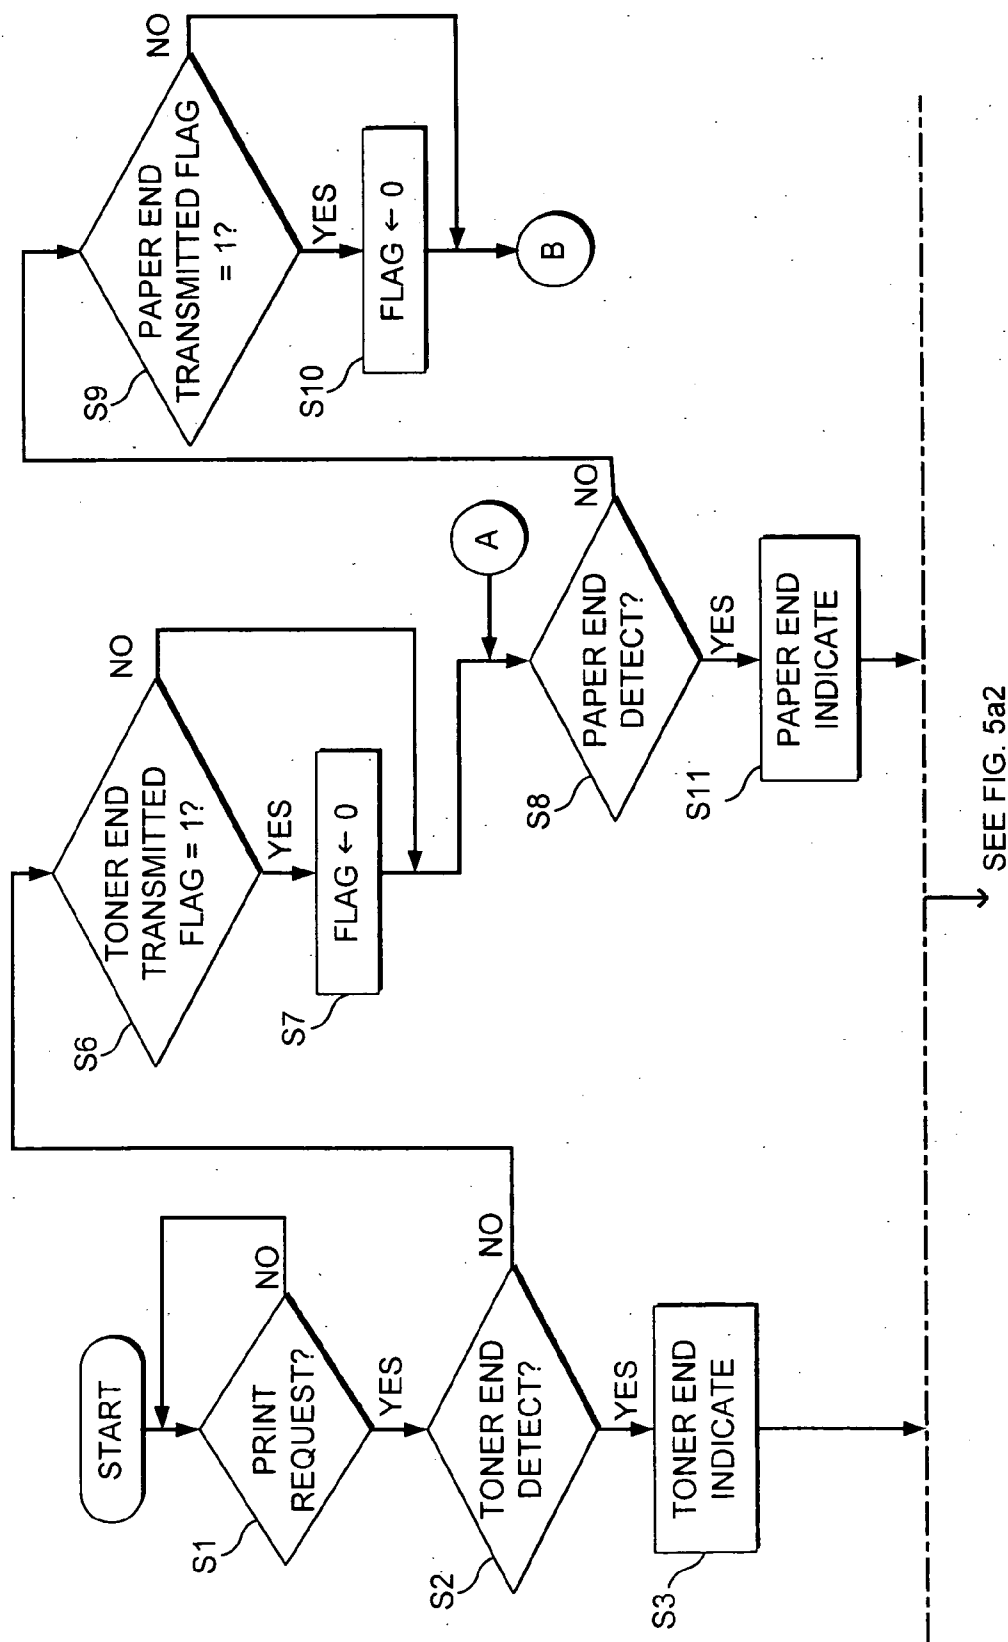 START
S1
PRINT
REQUEST?
NO
YES
S2
TONER END
DETECT?
NO
YES
S3
TONER END
INDICATE
S6
TONER END
TRANSMITTED
FLAG = 1?
NO
YES
S7
FLAG ← 0
A
S8
PAPER END
DETECT?
NO
YES
S11
PAPER END
INDICATE
S9
PAPER END
TRANSMITTED FLAG
= 1?
NO
YES
S10
FLAG ← 0
B
SEE FIG. 5a2